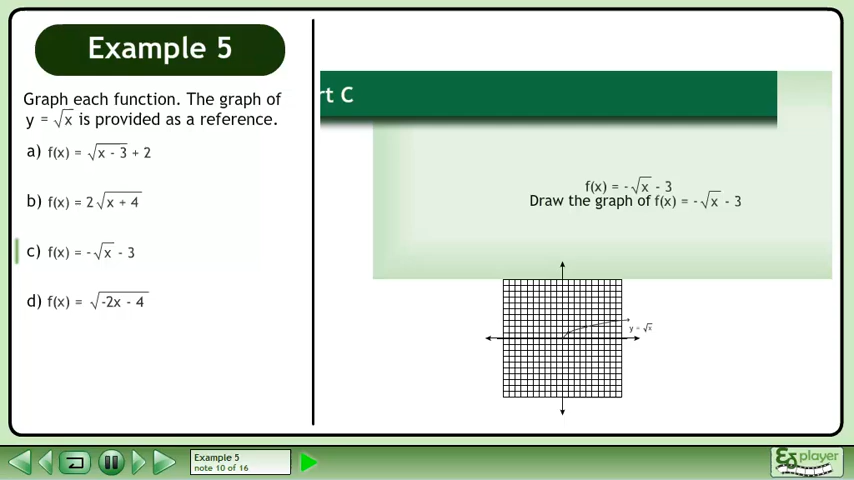 Example 5
Graph each function. The graph of
y = √x is provided as a reference.
a) f(x) = √x - 3 + 2
b) f(x) = 2√x + 4
c) f(x) = -√x - 3
d) f(x) = √-2x - 4
rt C
f(x) = -√x - 3
Draw the graph of f(x) = -√x - 3
y = √x
Example 5
note 10 of 16
player